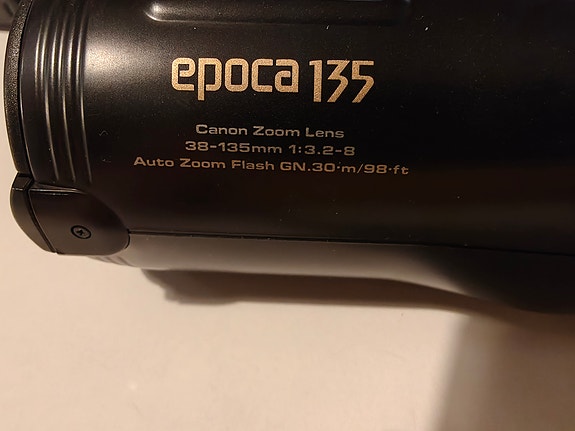 epoca 135
Canon Zoom Lens
38-135mm 1:3.2-8
Auto Zoom Flash GN.30·m/98·ft